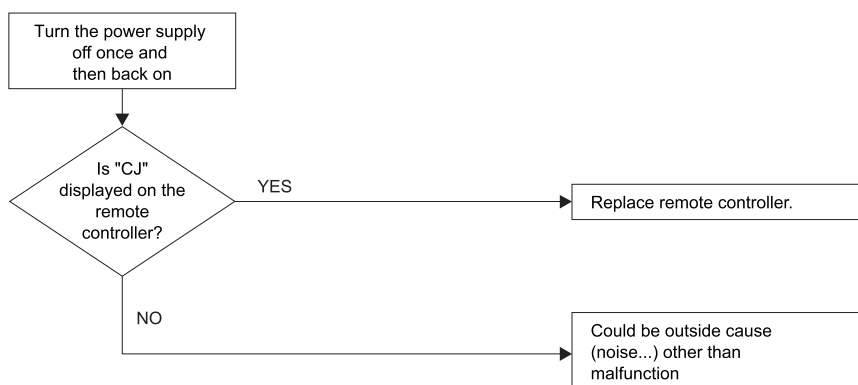 Turn the power supply
off once and
then back on
Is "CJ"
displayed on the
remote
controller?
YES
Replace remote controller.
NO
Could be outside cause
(noise...) other than
malfunction